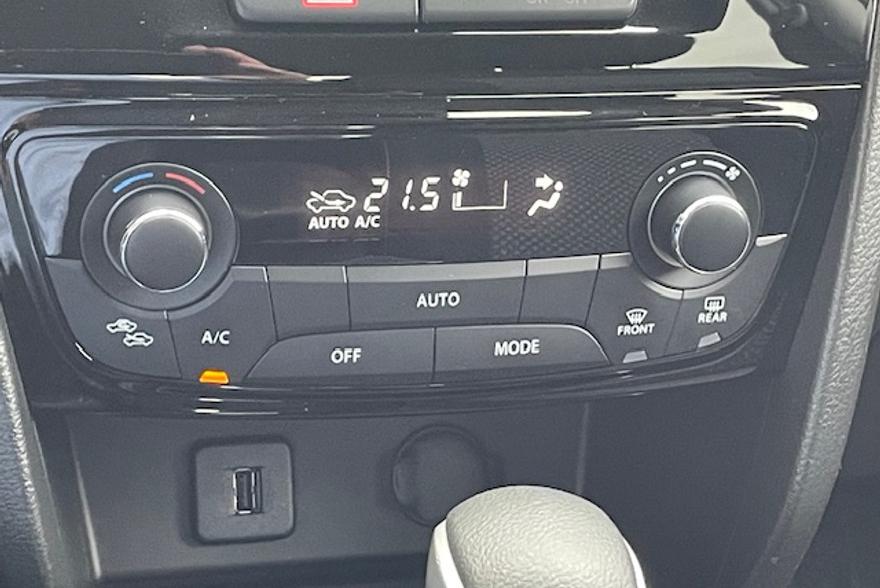 21.5
AUTO A/C
AUTO
A/C
OFF
MODE
FRONT
REAR